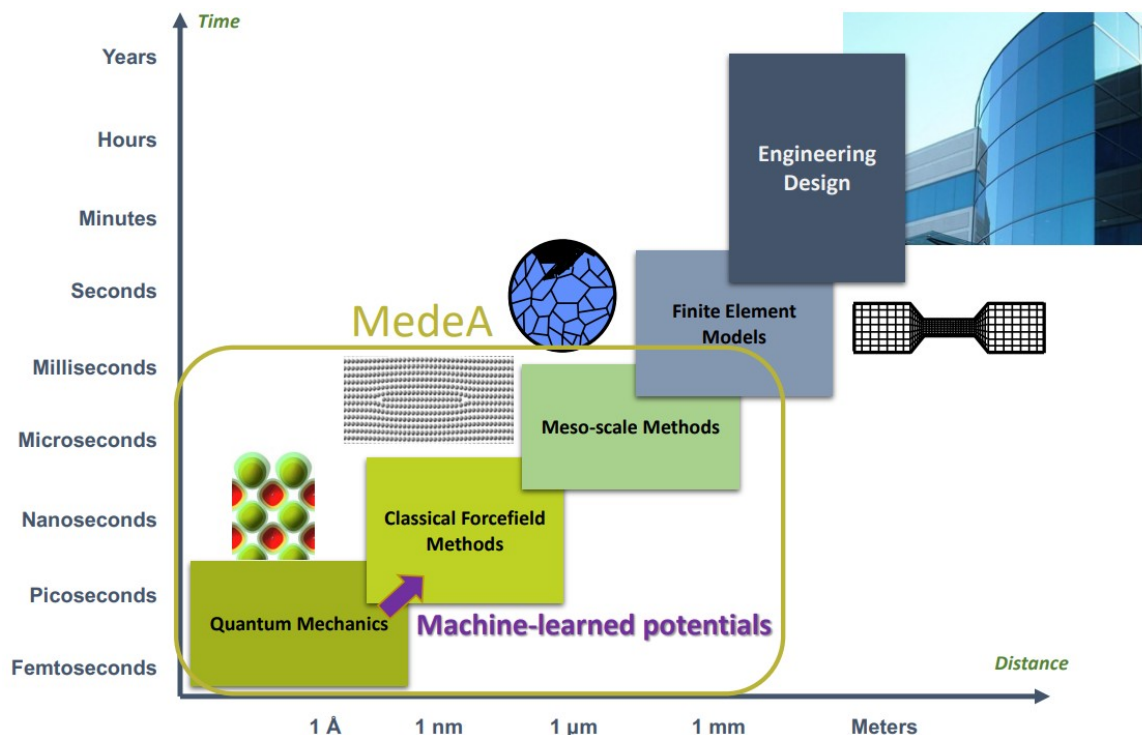 Time
Years
Hours
Minutes
Seconds
Milliseconds
Microseconds
Nanoseconds
Picoseconds
Femtoseconds
Engineering
Design
Finite Element
Models
MedeA
Meso-scale Methods
Classical Forcefield
Methods
Quantum Mechanics
Machine-learned potentials
Distance
1 Å
1 nm
1 μm
1 mm
Meters